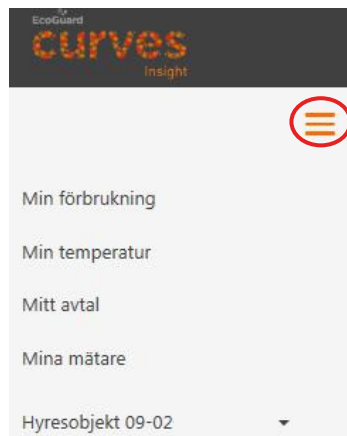 EcoGuard
curves
insight
Min förbrukning
Min temperatur
Mitt avtal
Mina mätare
Hyresobjekt 09-02